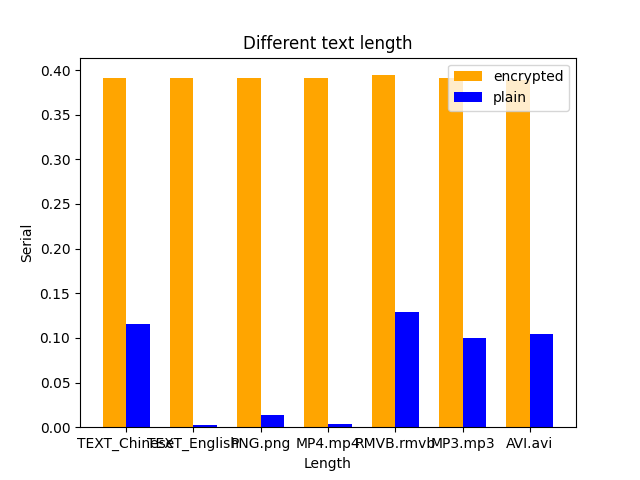 Different text length
encrypted
plain
Serial
0.40
0.35
0.30
0.25
0.20
0.15
0.10
0.05
0.00
TEXT_Chinese TEXT_English PNG.png MP4.mp4 RMVB.rmvb MP3.mp3 AVI.avi
Length